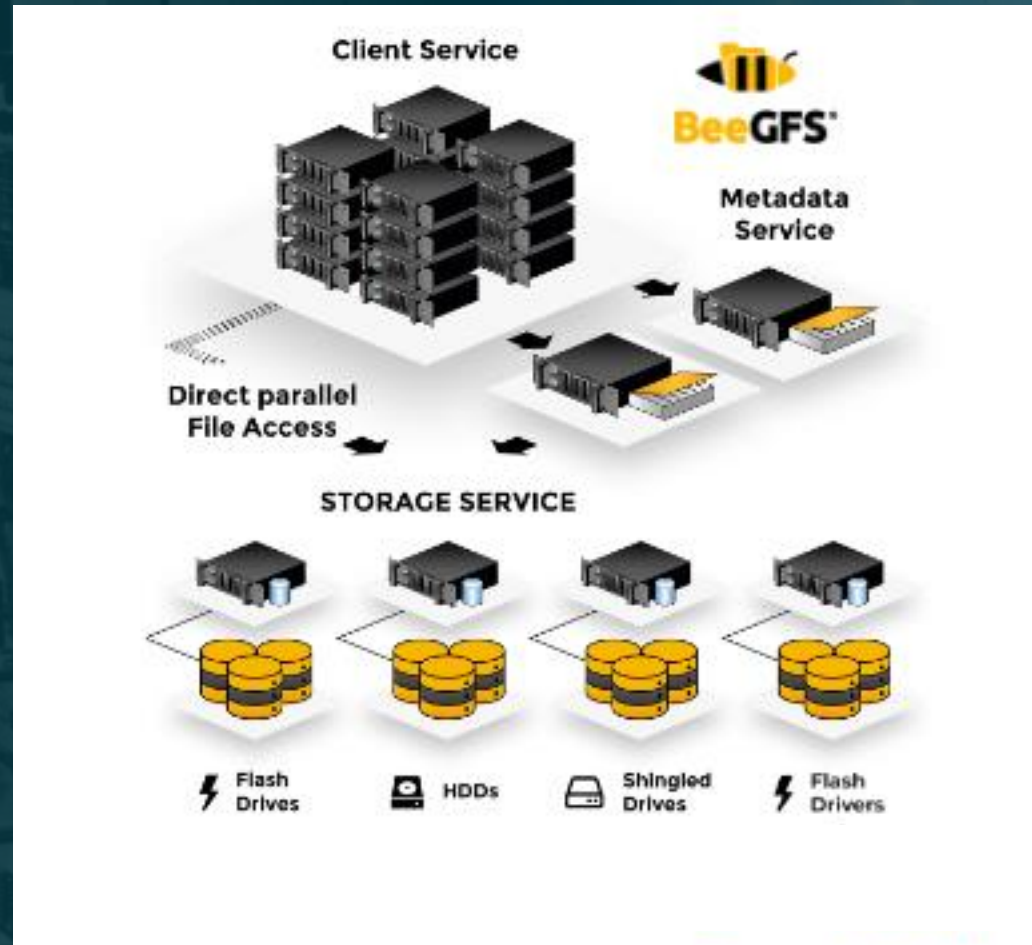 Client Service
BeeGFS®
Metadata
Service
Direct parallel
File Access
STORAGE SERVICE
Flash
Drives
HDDs
Shingled
Drives
Flash
Drivers